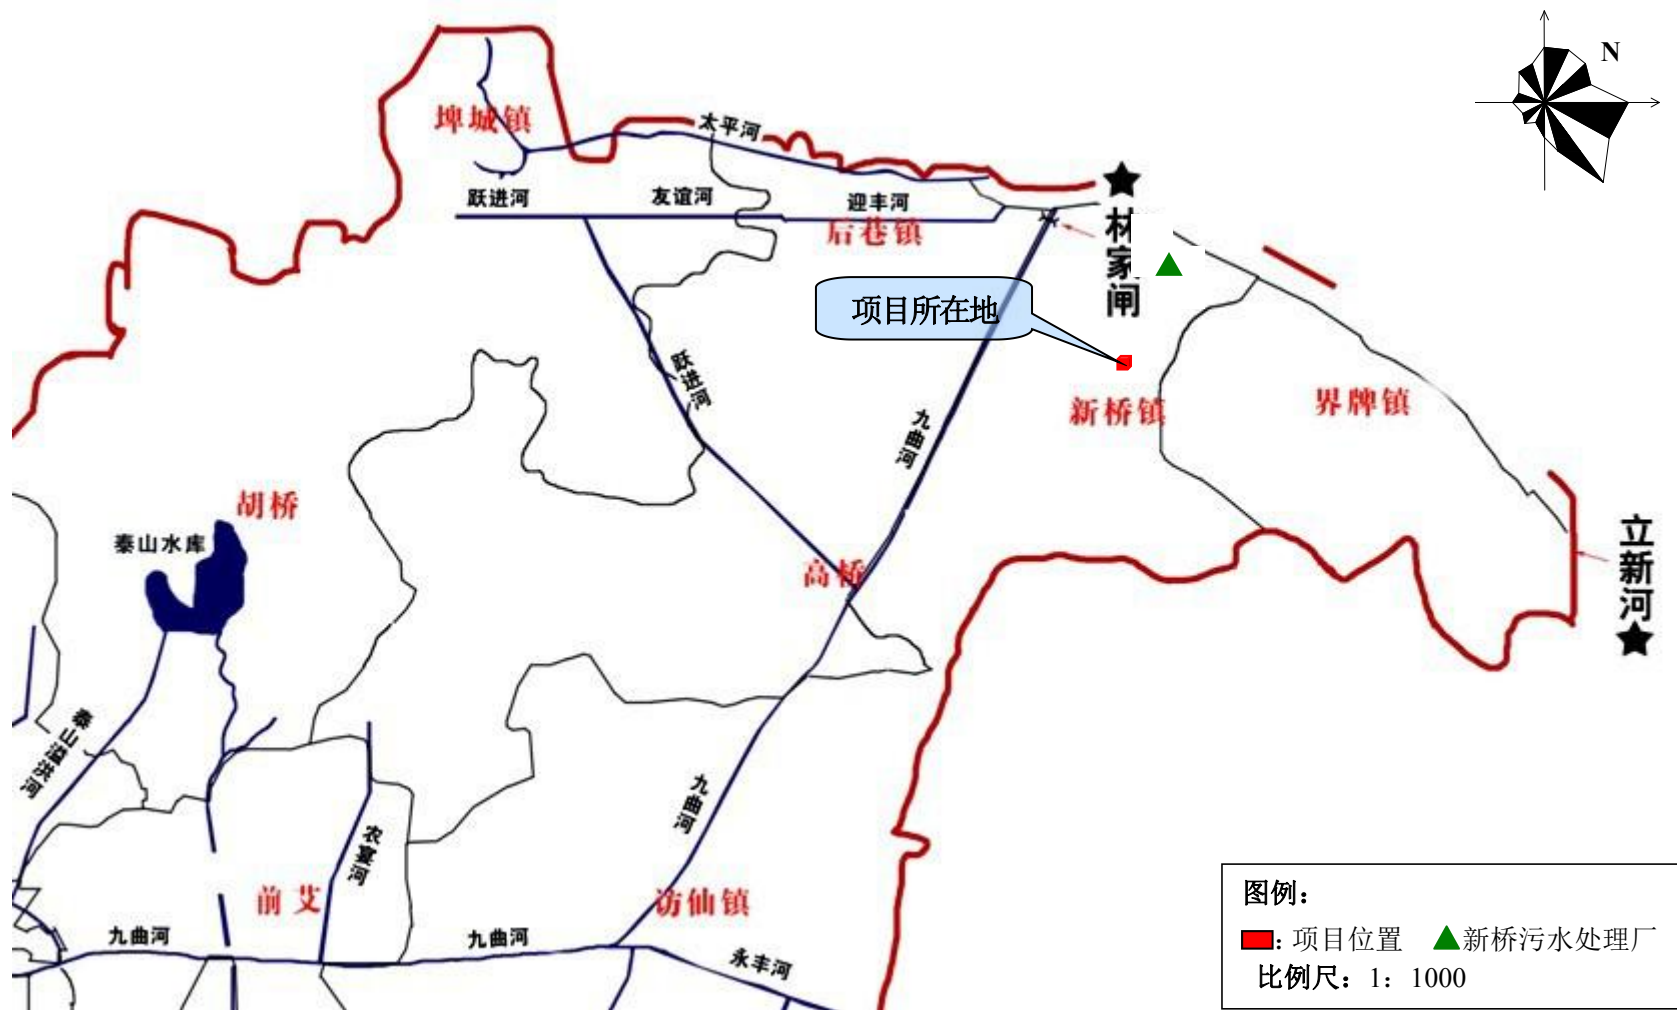 N
埤城镇
太平河
跃进河
友谊河
迎丰河
后巷镇
林家闸
项目所在地
跃进河
九曲河
新桥镇
界牌镇
胡桥
泰山水库
高桥
立新河
泰山溢洪河
九曲河
农宴河
前艾
访仙镇
九曲河
九曲河
永丰河
图例：
：项目位置 新桥污水处理厂
比例尺：1：1000